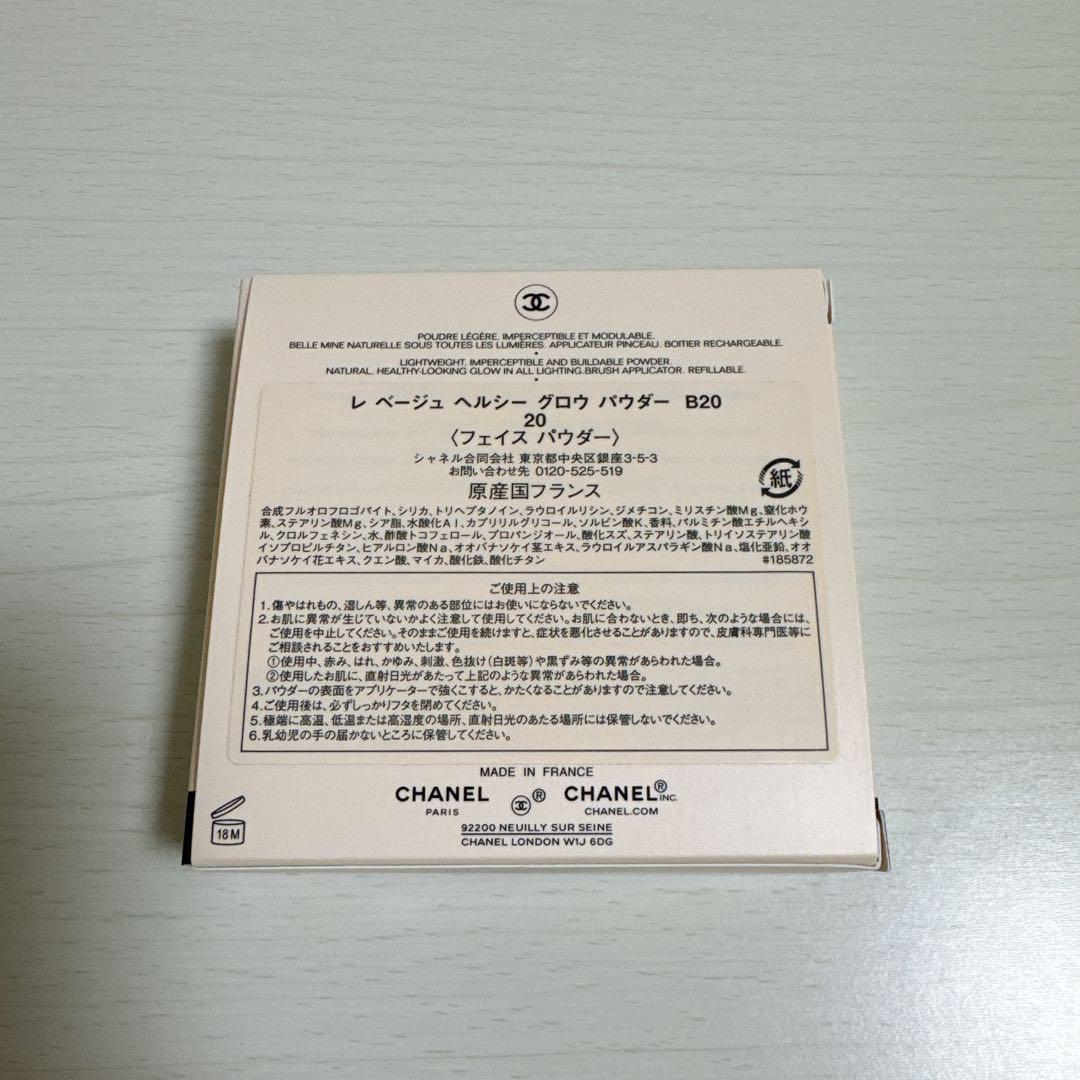 POUDRE LÉGÈRE, IMPERCEPTIBLE ET MODULABLE.
BELLE MINE NATURELLE SOUS TOUTES LES LUMIÈRES. APPLICATEUR PINCEAU. BOITIER RECHARGEABLE.
LIGHTWEIGHT, IMPERCEPTIBLE AND BUILDABLE POWDER.
NATURAL, HEALTHY-LOOKING GLOW IN ALL LIGHTING. BRUSH APPLICATOR. REFILLABLE.
レ ベージュ ヘルシー グロウ パウダー B20
20
〈フェイス パウダー〉
シャネル合同会社 東京都中央区銀座3-5-3
お問い合わせ先 0120-525-519
原産国フランス
紙
合成フルオロフロゴパイト、シリカ、トリヘプタノイン、ラウロイルリシン、ジメチコン、ミリスチン酸Mg、窒化ホウ
素、ステアリン酸Mg、シア脂、水酸化Al、カプリリルグリコール、ソルビン酸K、香料、パルミチン酸エチルヘキシ
ル、クロルフェネシン、水、酢酸トコフェロール、プロパンジオール、酸化スズ、ステアリン酸、トリイソステアリン酸
イソプロピルチタン、ヒアルロン酸Na、オオバナソケイ茎エキス、ラウロイルアスパラギン酸Na、塩化亜鉛、オオ
バナソケイ花エキス、クエン酸、マイカ、酸化鉄、酸化チタン #185872
ご使用上の注意
1.傷やはれもの、湿しん等、異常のある部位にはお使いにならないでください。
2.お肌に異常が生じていないかよく注意して使用してください。お肌に合わないとき、即ち、次のような場合には、
ご使用を中止してください。そのままご使用を続けますと、症状を悪化させることがありますので、皮膚科専門医等に
ご相談されることをおすすめいたします。
①使用中、赤み、はれ、かゆみ、刺激、色抜け(白斑等)や黒ずみ等の異常があらわれた場合。
②使用したお肌に、直射日光があたって上記のような異常があらわれた場合。
3.パウダーの表面をアプリケーターで強くこすると、かたくなることがありますので注意してください。
4.ご使用後は、必ずしっかりフタを閉めてください。
5.極端に高温、低温または高湿度の場所、直射日光のあたる場所には保管しないでください。
6.乳幼児の手の届かないところに保管してください。
MADE IN FRANCE
CHANEL ® CHANEL® INC.
PARIS CHANEL.COM
92200 NEUILLY SUR SEINE
CHANEL LONDON W1J 6DG
18 M